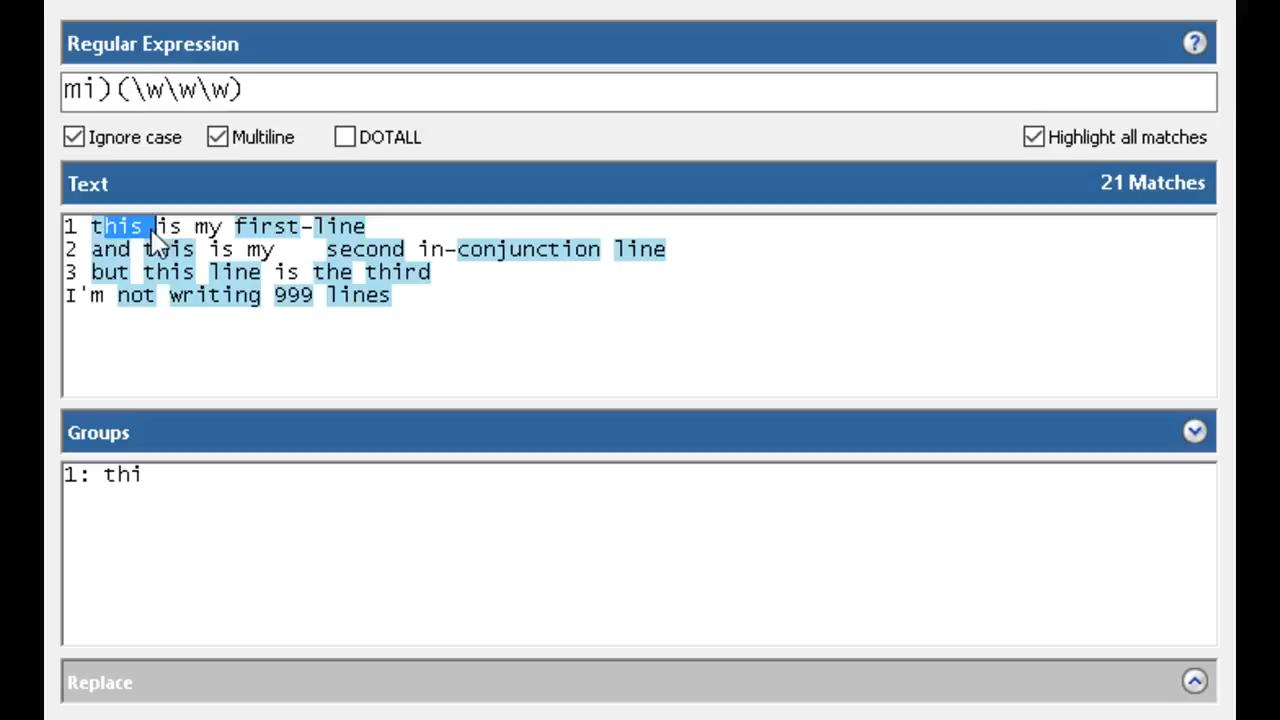 Regular Expression
mi)(\w\w\w)
Ignore case Multiline DOTALL Highlight all matches
Text 21 Matches
1 this is my first-line
2 and this is my    second in-conjunction line
3 but this line is the third
I'm not writing 999 lines
Groups
1: thi
Replace